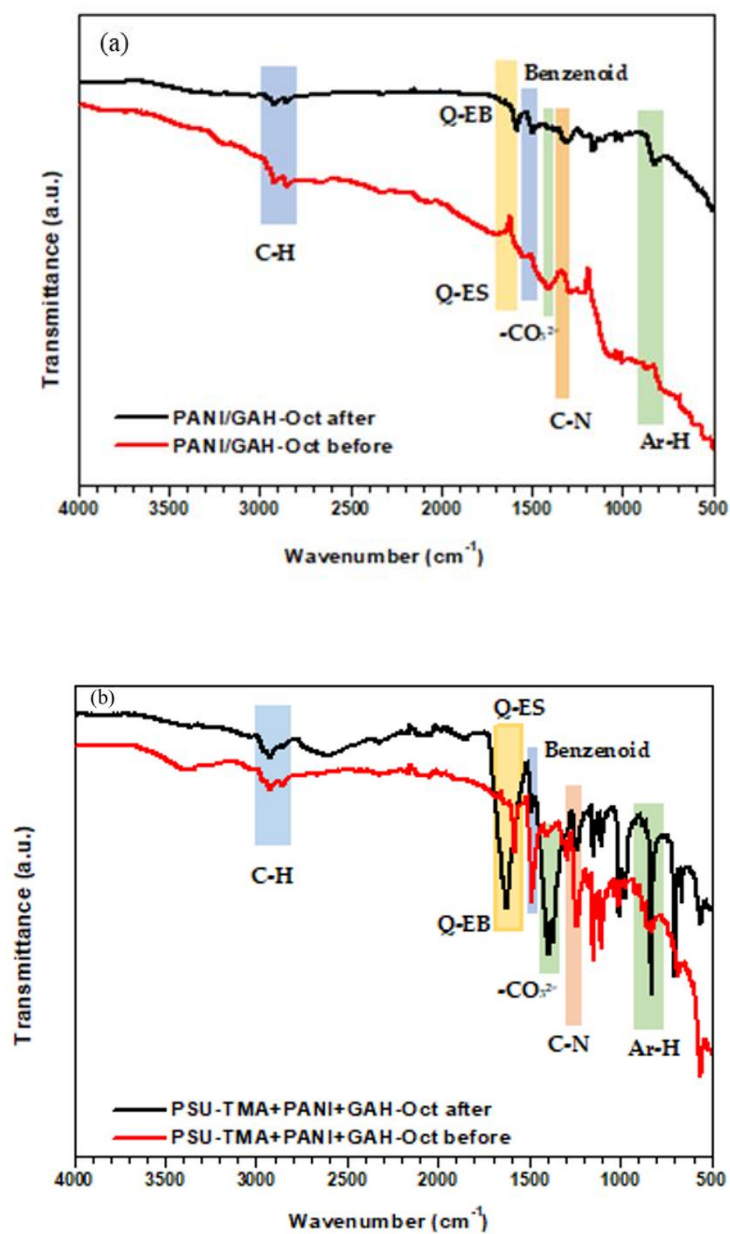 (a)
Benzenoid
Q-EB
C-H
Q-ES
-CO₃²⁻
C-N
Ar-H
PANI/GAH-Oct after
PANI/GAH-Oct before
Transmittance (a.u.)
4000 3500 3000 2500 2000 1500 1000 500
Wavenumber (cm⁻¹)
(b)
Q-ES
Benzenoid
C-H
Q-EB
-CO₃²⁻
C-N
Ar-H
PSU-TMA+PANI+GAH-Oct after
PSU-TMA+PANI+GAH-Oct before
Transmittance (a.u.)
4000 3500 3000 2500 2000 1500 1000 500
Wavenumber (cm⁻¹)